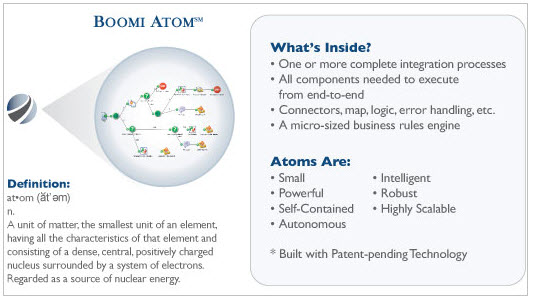 BOOMI ATOM℠
Definition:
at•om (ăt'əm)
n.
A unit of matter, the smallest unit of an element,
having all the characteristics of that element and
consisting of a dense, central, positively charged
nucleus surrounded by a system of electrons.
Regarded as a source of nuclear energy.
What's Inside?
• One or more complete integration processes
• All components needed to execute
from end-to-end
• Connectors, map, logic, error handling, etc.
• A micro-sized business rules engine
Atoms Are:
• Small
• Powerful
• Self-Contained
• Autonomous
• Intelligent
• Robust
• Highly Scalable
* Built with Patent-pending Technology